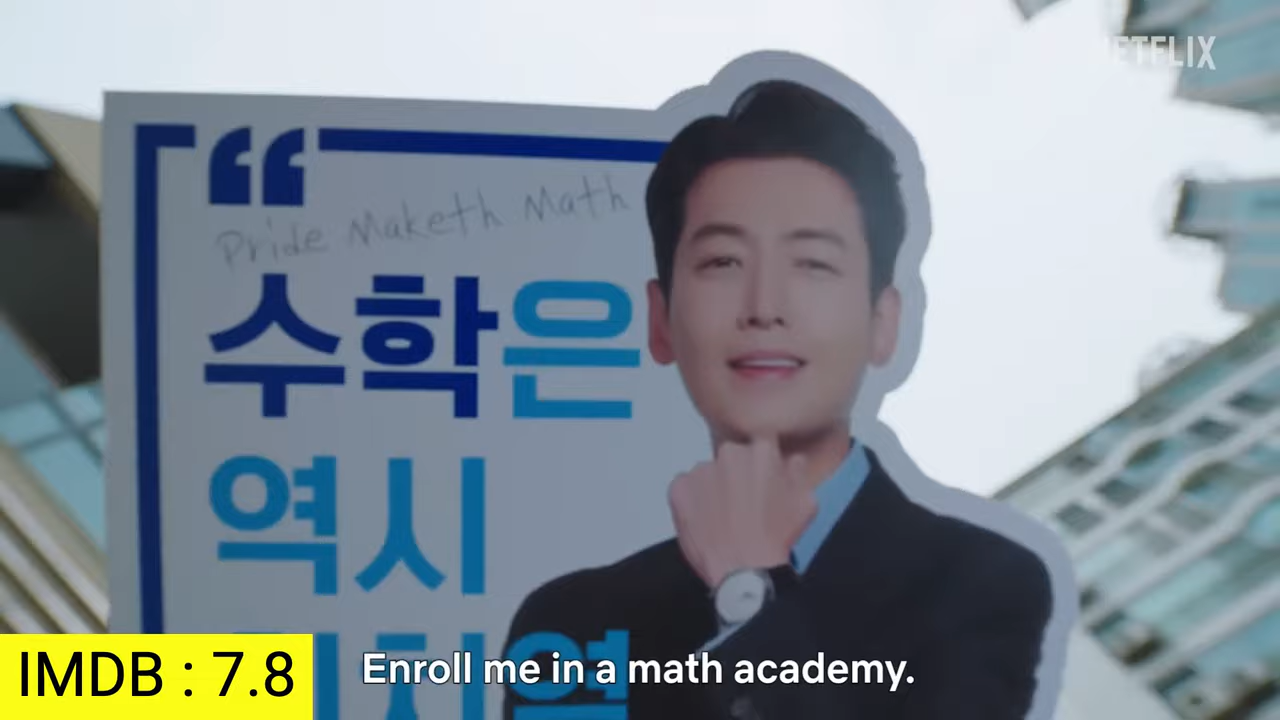 NETFLIX
“
Pride Maketh Math
수학은
역시
IMDB : 7.8
Enroll me in a math academy.